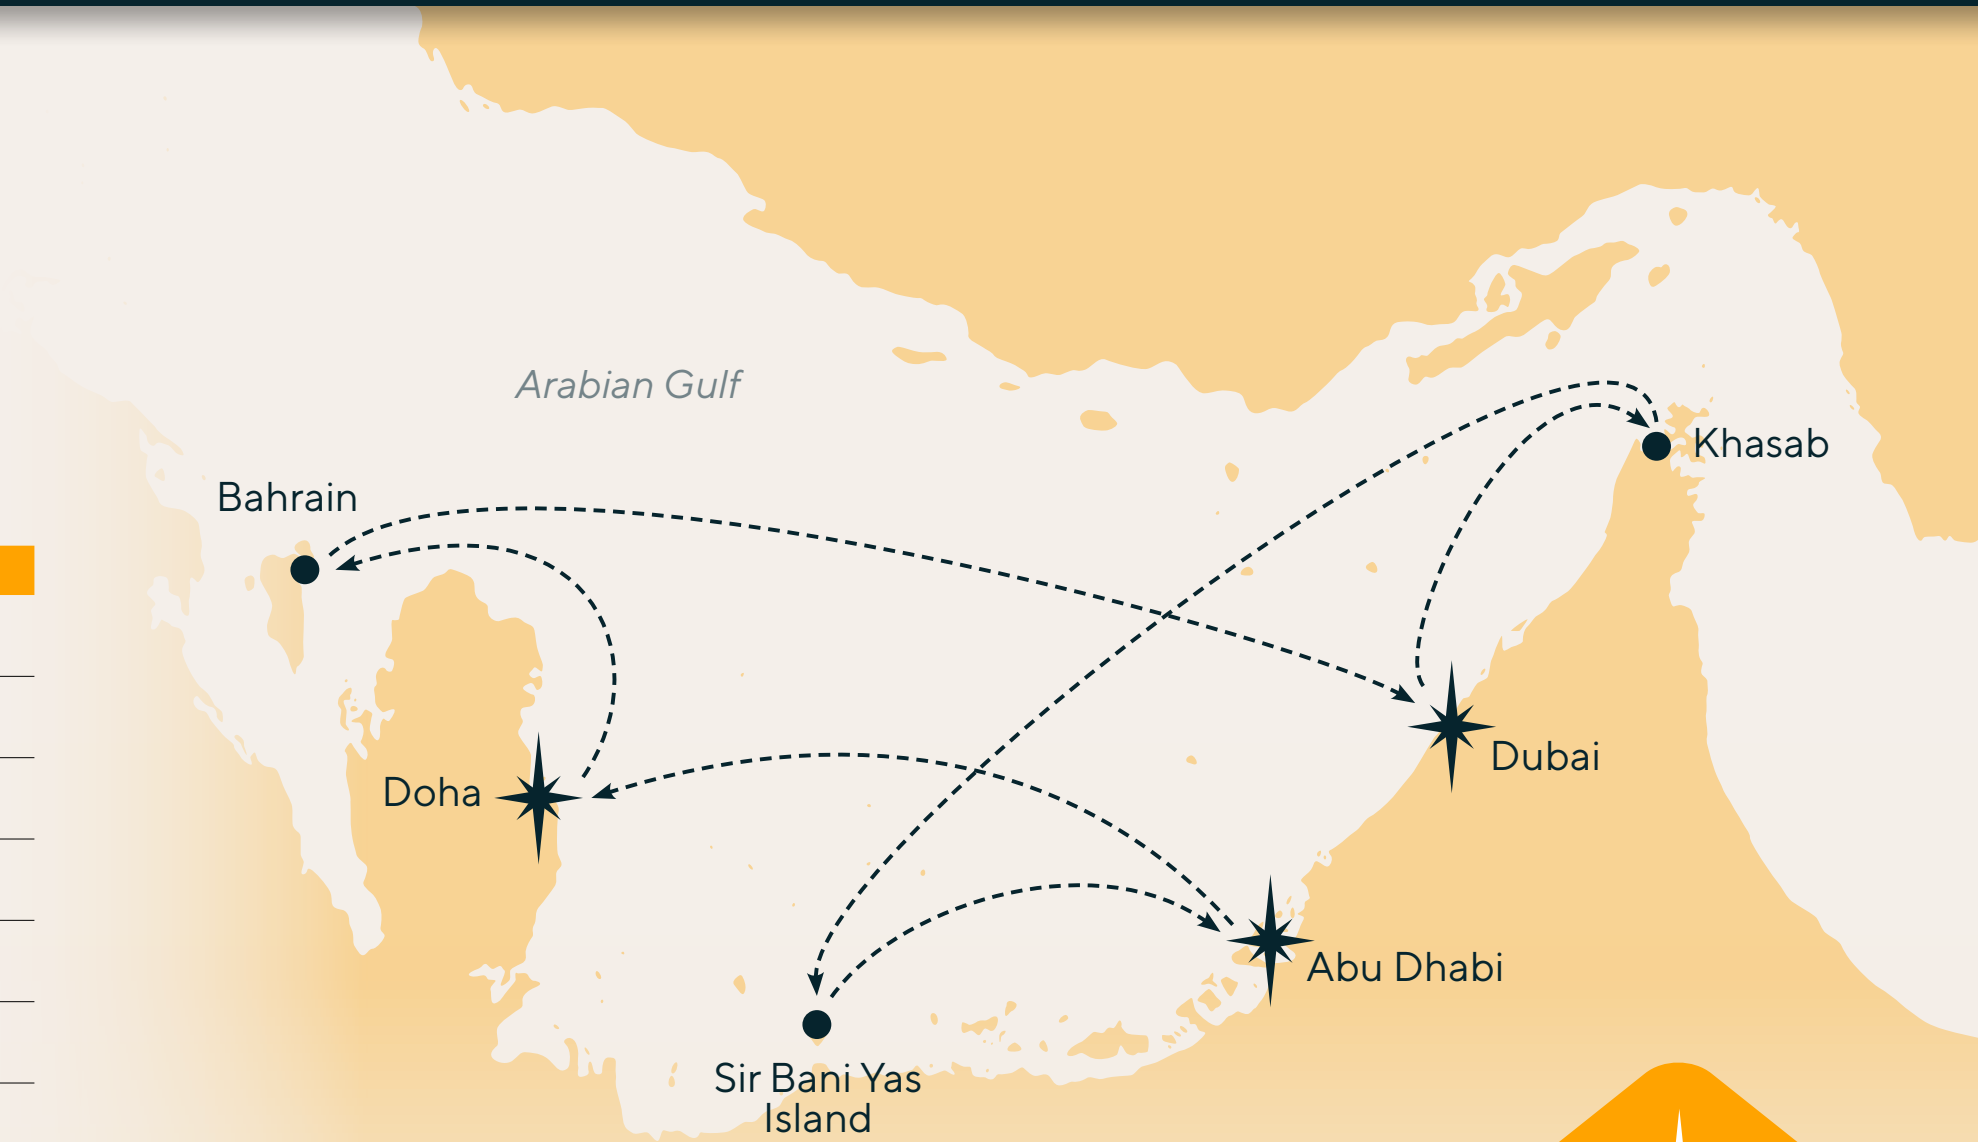 Arabian Gulf
Khasab
Bahrain
Dubai
Doha
Abu Dhabi
Sir Bani Yas
Island